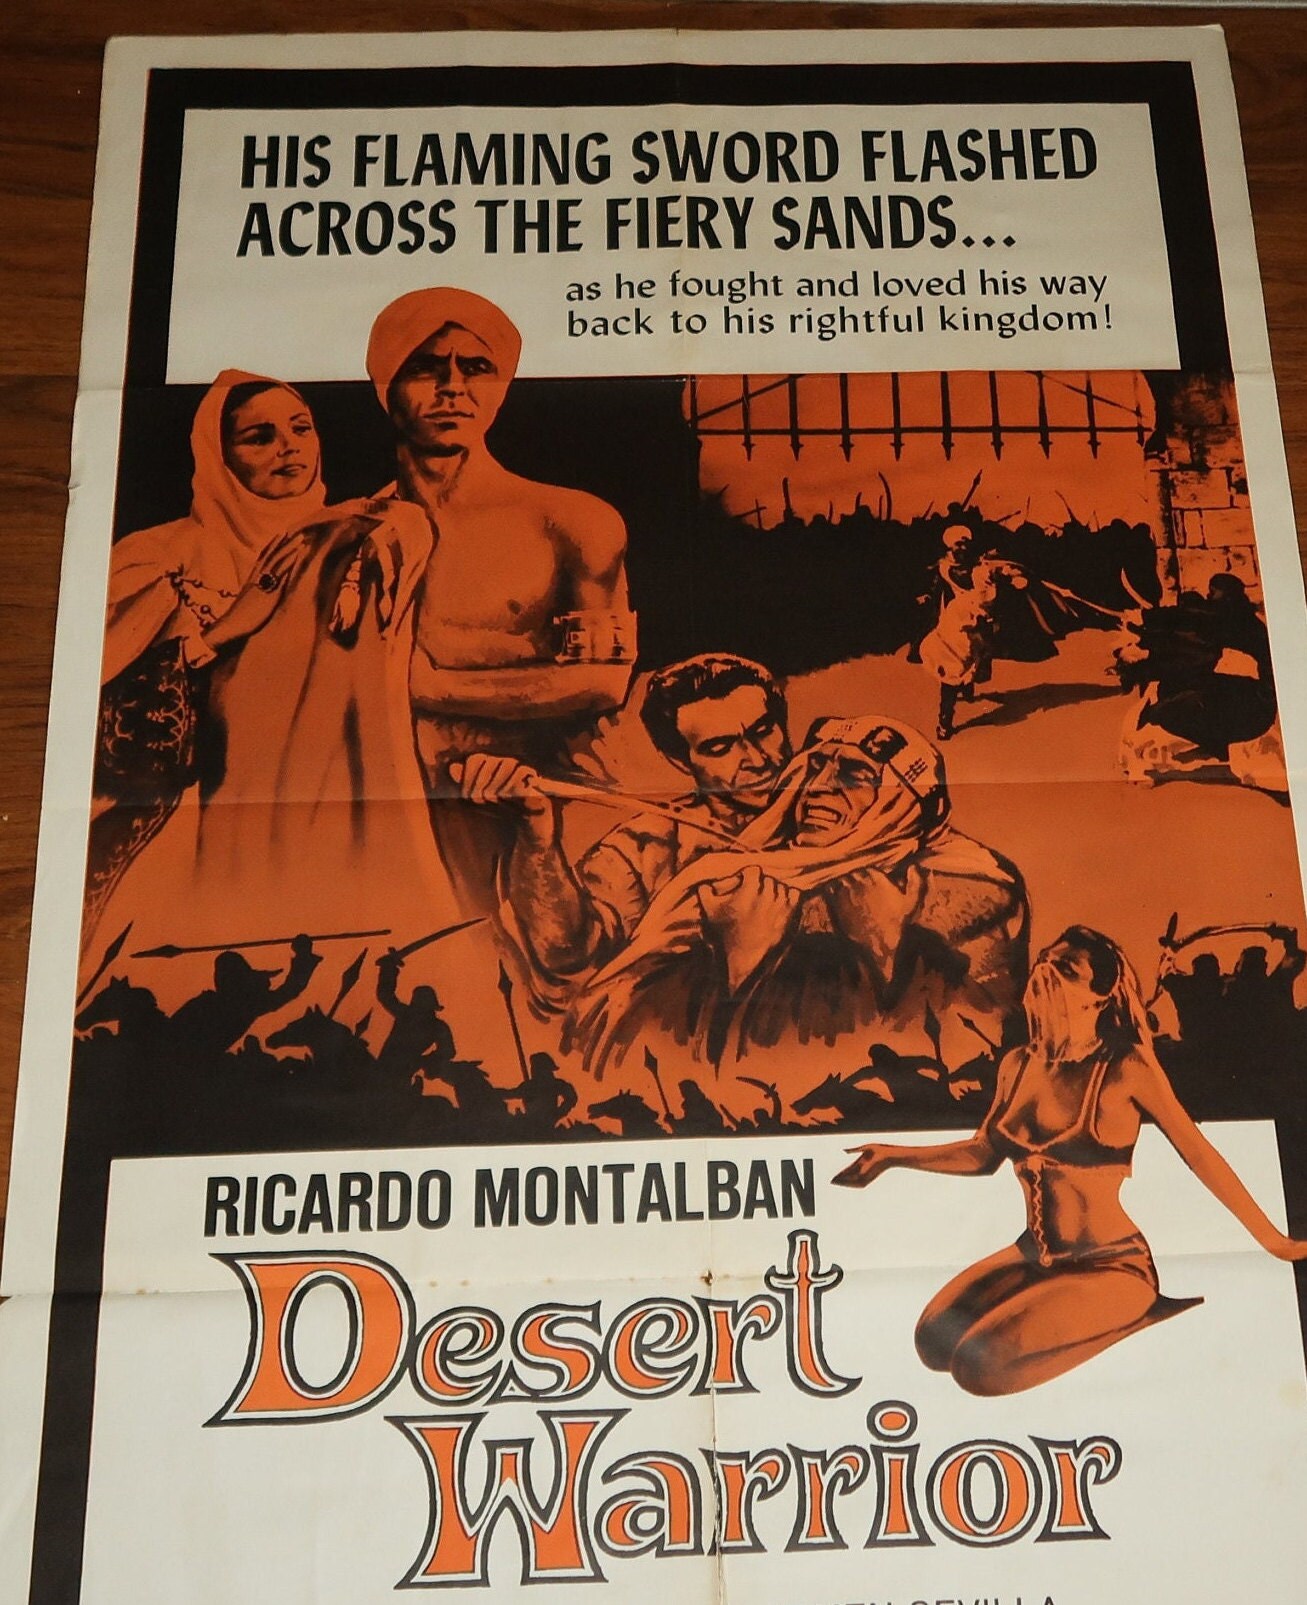 HIS FLAMING SWORD FLASHED
ACROSS THE FIERY SANDS...
as he fought and loved his way
back to his rightful kingdom!
RICARDO MONTALBAN
Desert
Warrior
SEVILLA